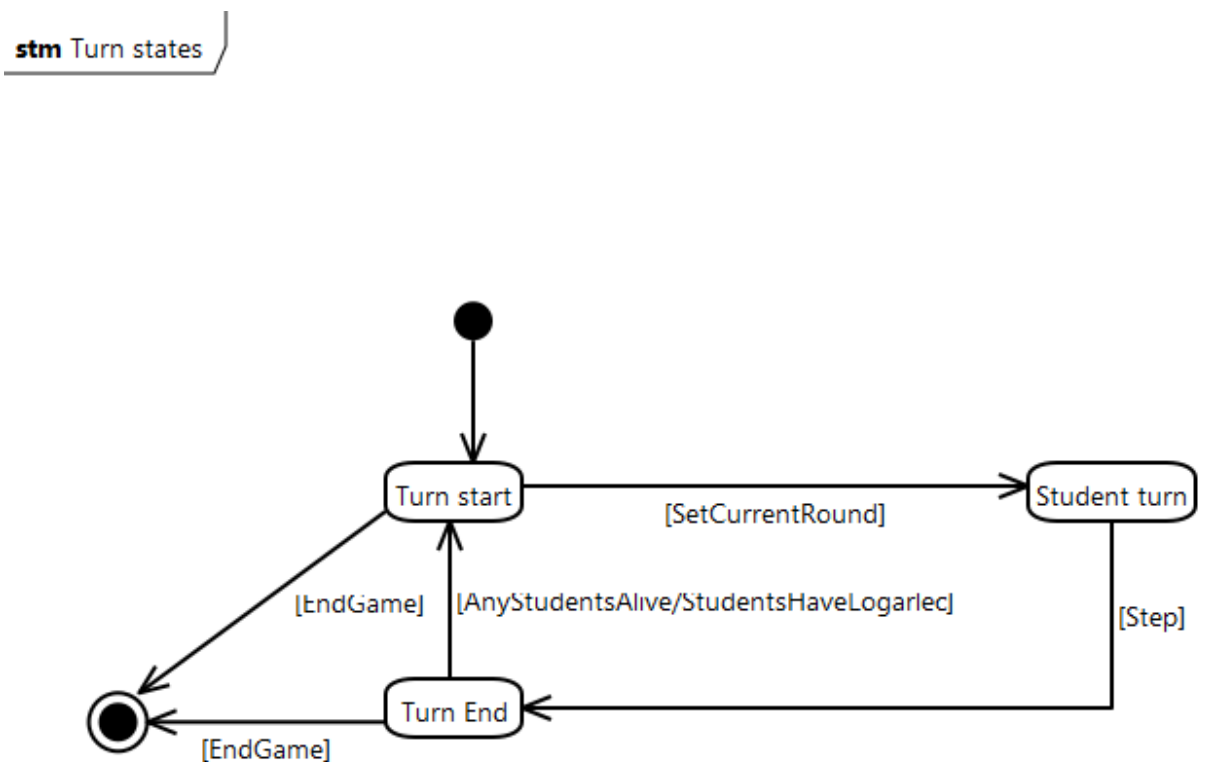 stm Turn states
Turn start
[SetCurrentRound]
Student turn
[EndGame]
[AnyStudentsAlive/StudentsHaveLogarlec]
[Step]
Turn End
[EndGame]